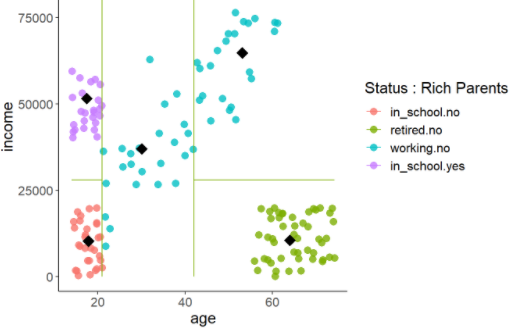 75000
50000
25000
0
income
20
40
60
age
Status : Rich Parents
in_school.no
retired.no
working.no
in_school.yes